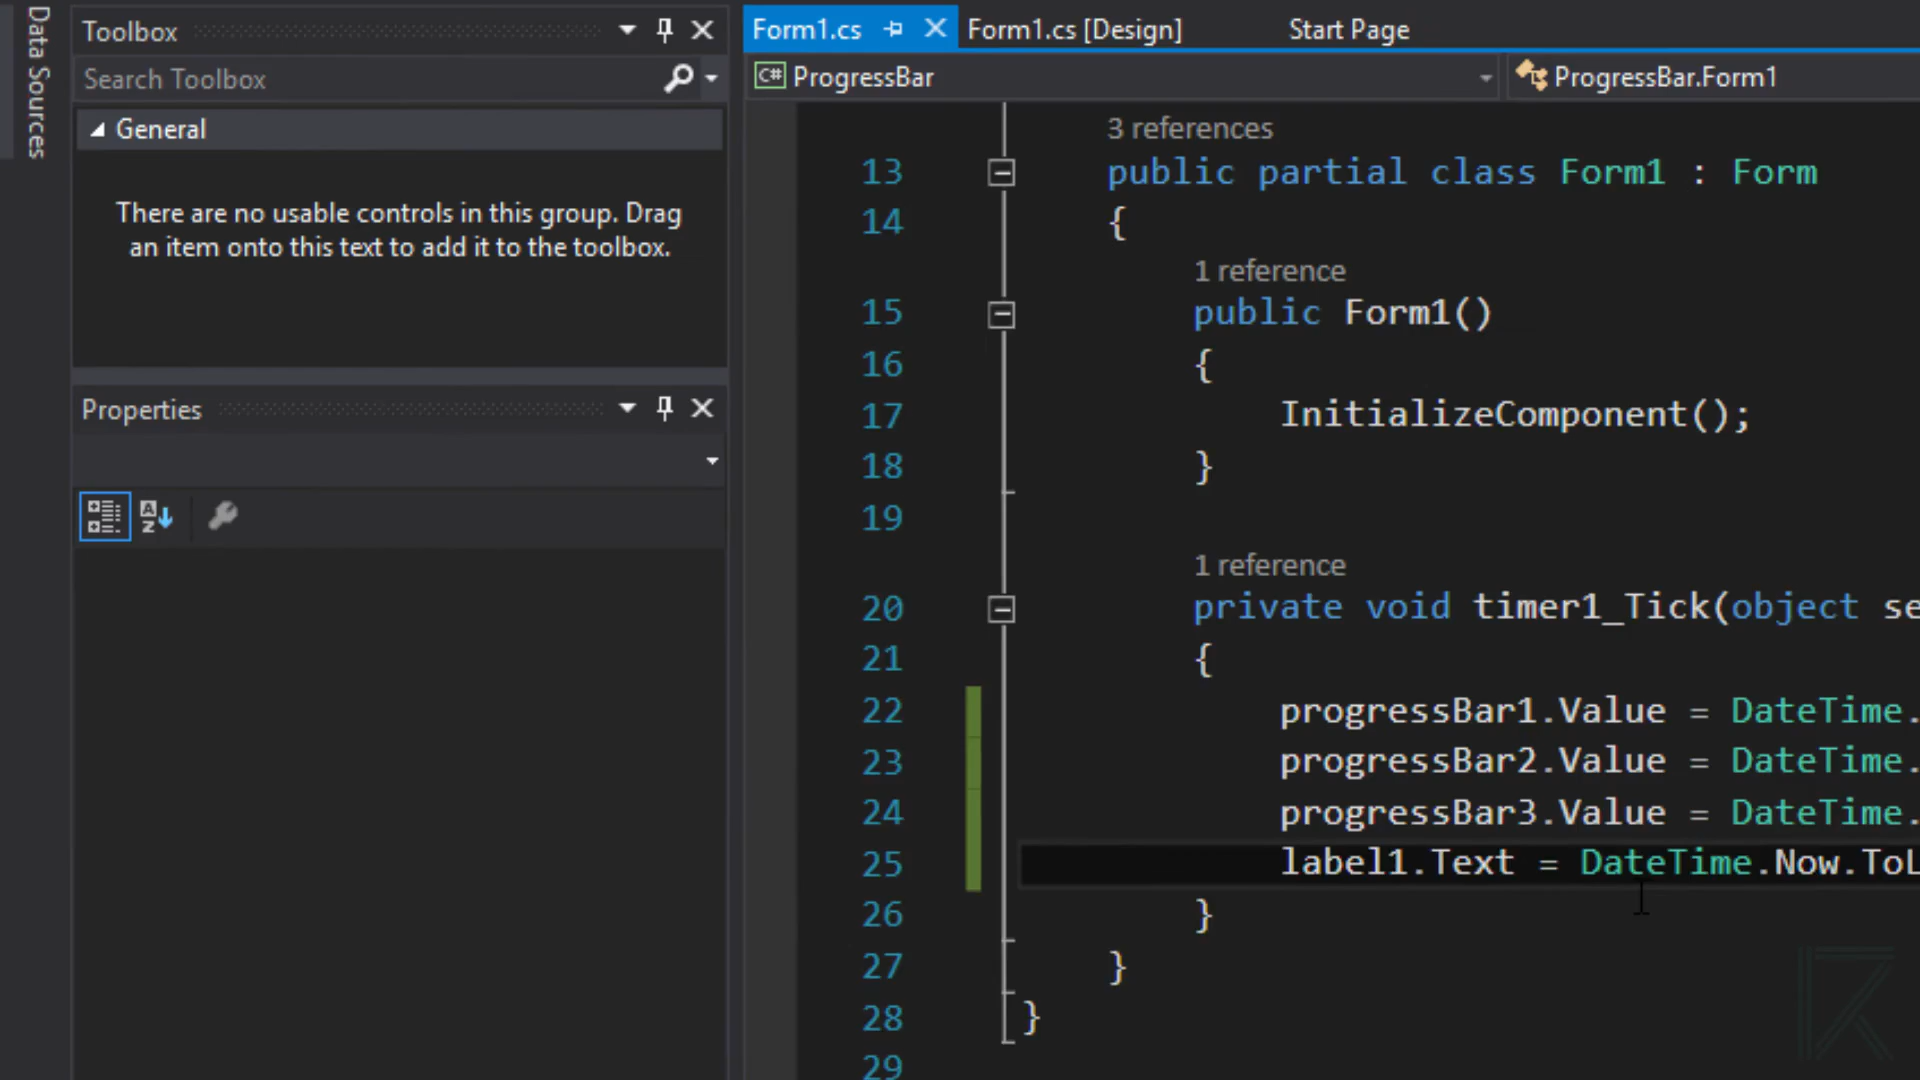 Data Sources
Toolbox
Search Toolbox
General
There are no usable controls in this group. Drag
an item onto this text to add it to the toolbox.
Properties
Form1.cs
Form1.cs [Design]
Start Page
C# ProgressBar
ProgressBar.Form1
3 references
13 public partial class Form1 : Form
14 {
1 reference
15 public Form1()
16 {
17 InitializeComponent();
18 }
19
1 reference
20 private void timer1_Tick(object se
21 {
22 progressBar1.Value = DateTime.
23 progressBar2.Value = DateTime.
24 progressBar3.Value = DateTime.
25 label1.Text = DateTime.Now.ToL
26 }
27 }
28 }
29